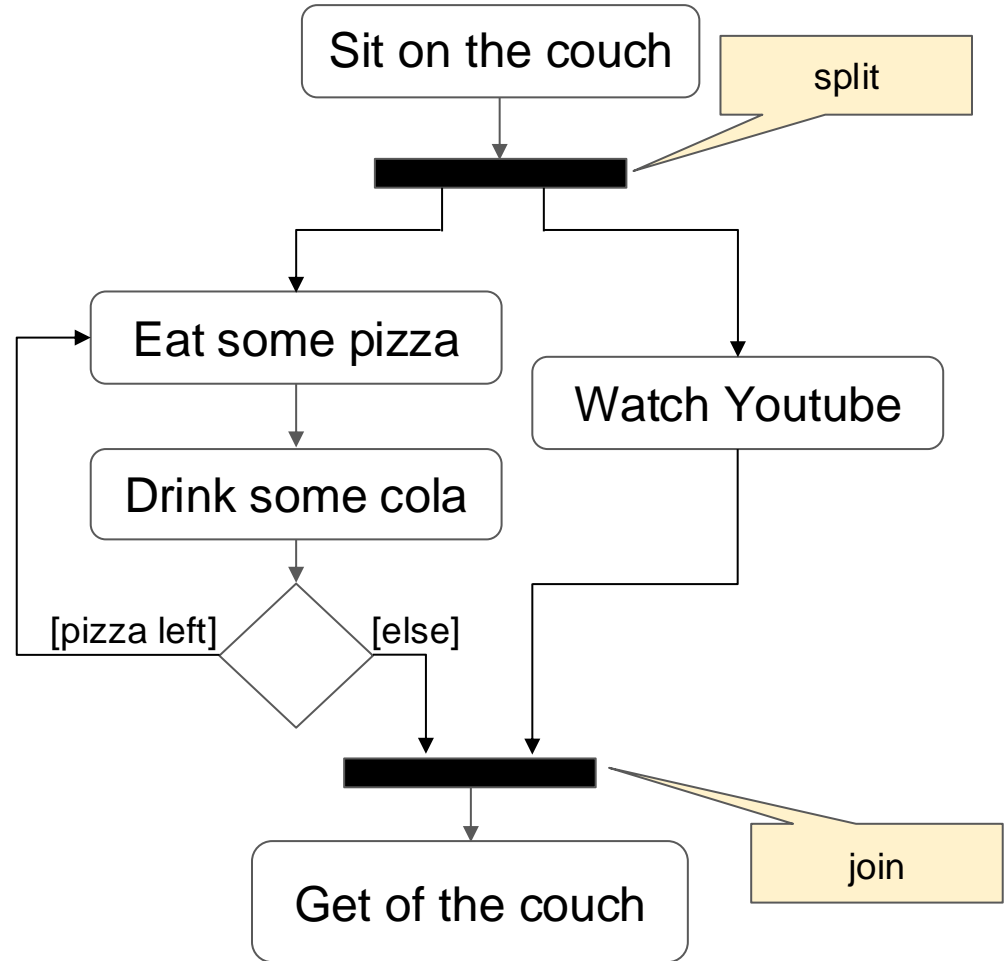 Sit on the couch
split
Eat some pizza
Watch Youtube
Drink some cola
[pizza left]
[else]
join
Get of the couch